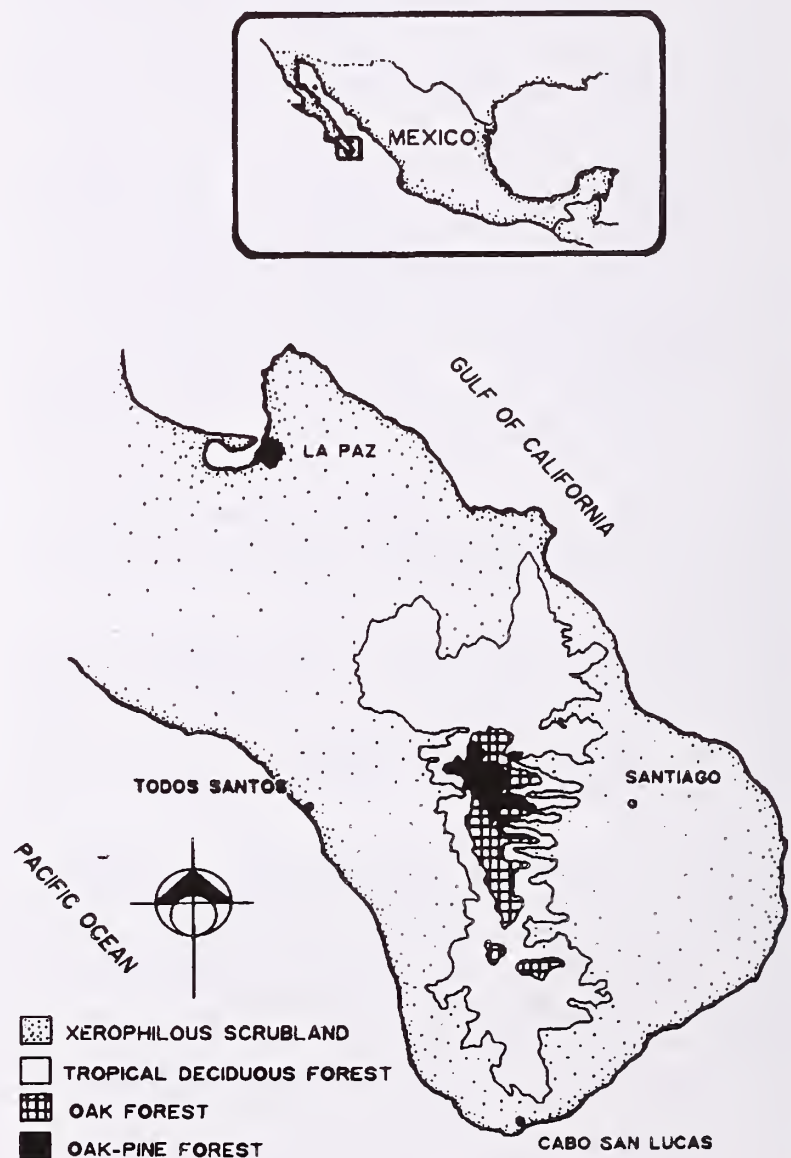 MEXICO
GULF OF CALIFORNIA
LA PAZ
TODOS SANTOS
SANTIAGO
PACIFIC OCEAN
XEROPHILOUS SCRUBLAND
TROPICAL DECIDUOUS FOREST
OAK FOREST
OAK-PINE FOREST
CABO SAN LUCAS